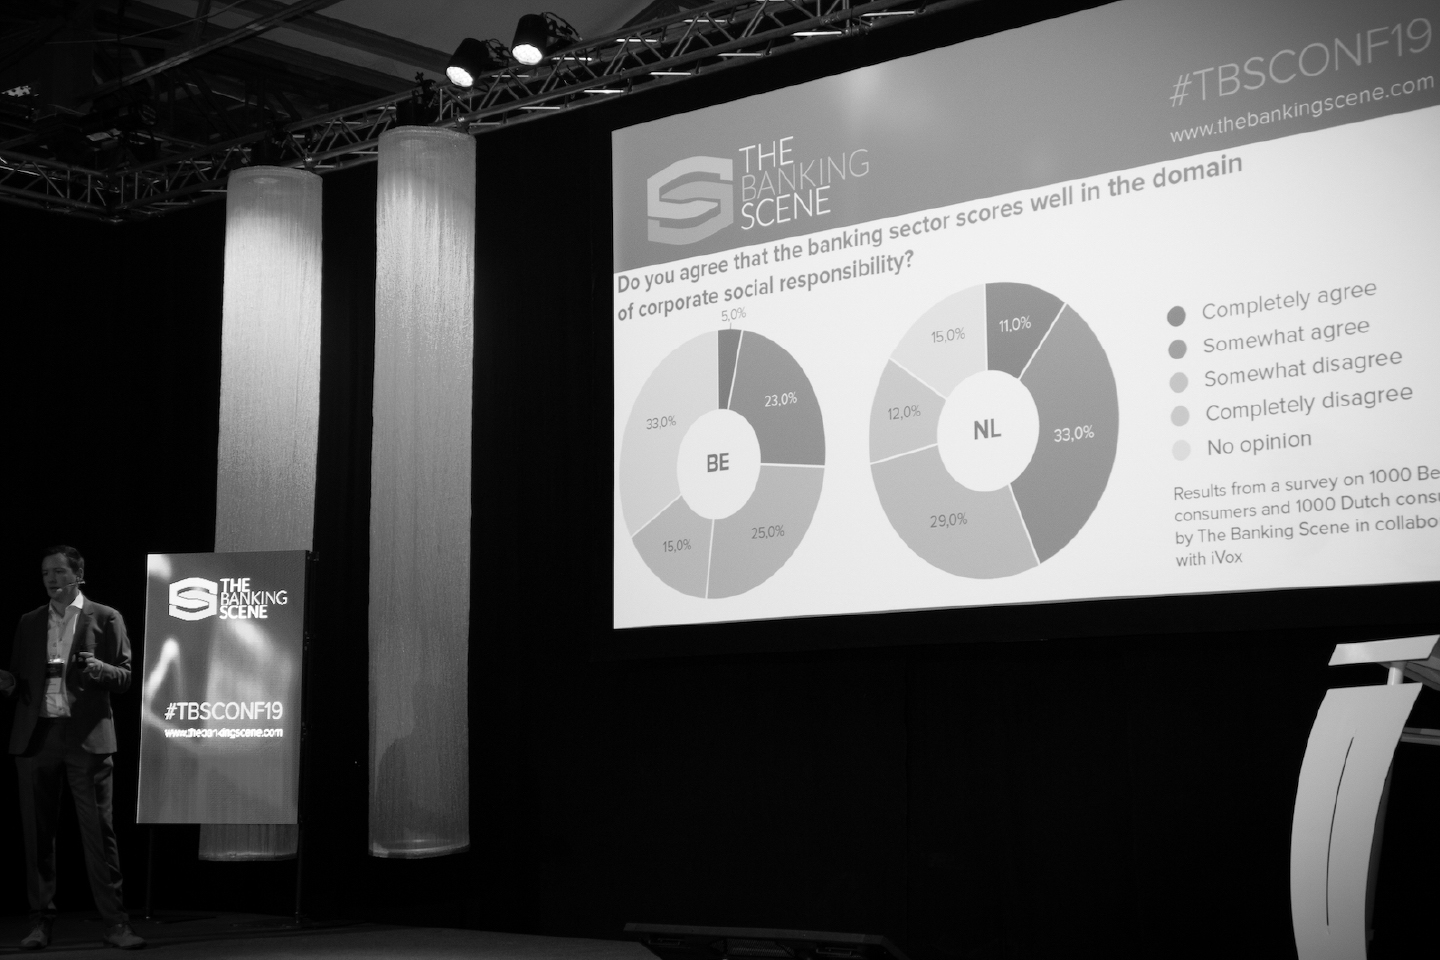 #TBSCONF19
www.thebankingscene.com
THE
BANKING
SCENE
Do you agree that the banking sector scores well in the domain
of corporate social responsibility?
5,0%
23,0%
33,0%
BE
25,0%
15,0%
15,0%
11,0%
12,0%
NL
33,0%
29,0%
Completely agree
Somewhat agree
Somewhat disagree
Completely disagree
No opinion
Results from a survey on 1000 Be
consumers and 1000 Dutch consu
by The Banking Scene in collabo
with iVox
THE
BANKING
SCENE
#TBSCONF19
www.thebankingscene.com